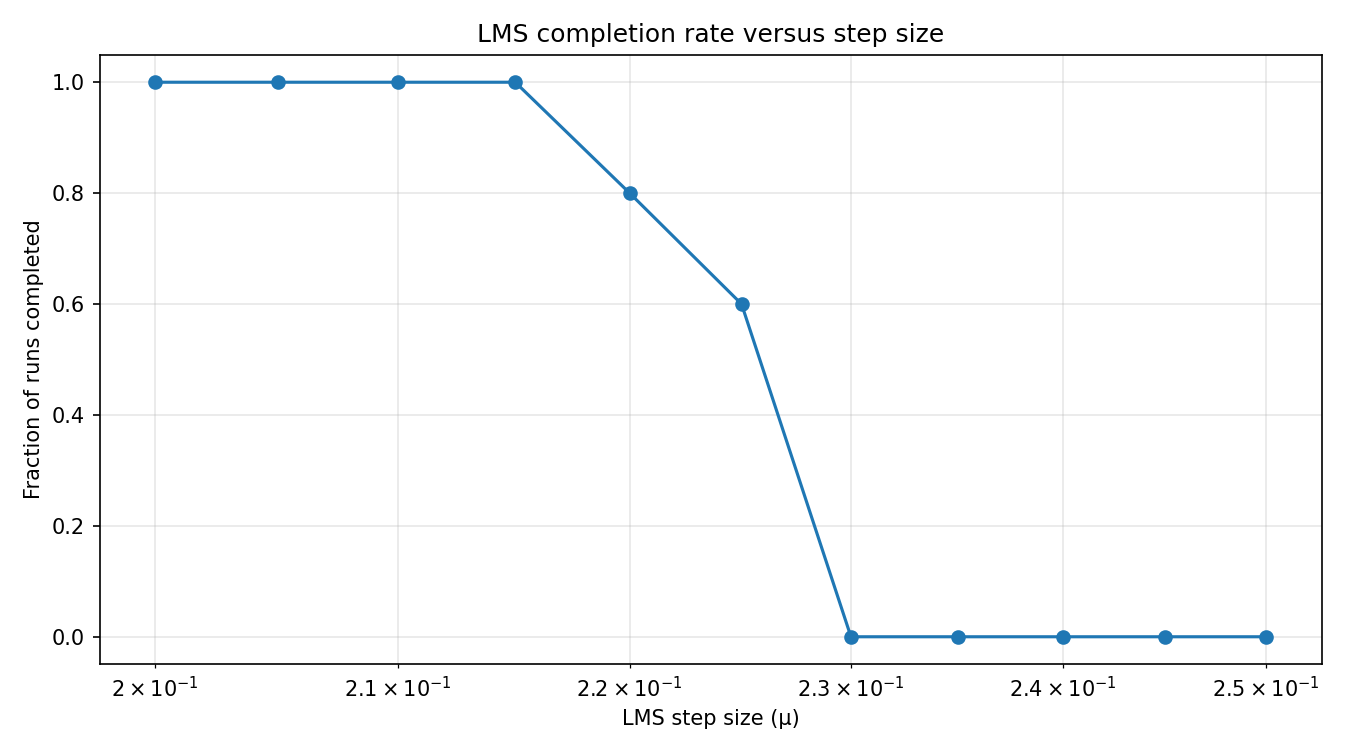 LMS completion rate versus step size
Fraction of runs completed
1.0
0.8
0.6
0.4
0.2
0.0
2 × 10⁻¹ 2.1 × 10⁻¹ 2.2 × 10⁻¹ 2.3 × 10⁻¹ 2.4 × 10⁻¹ 2.5 × 10⁻¹
LMS step size (μ)